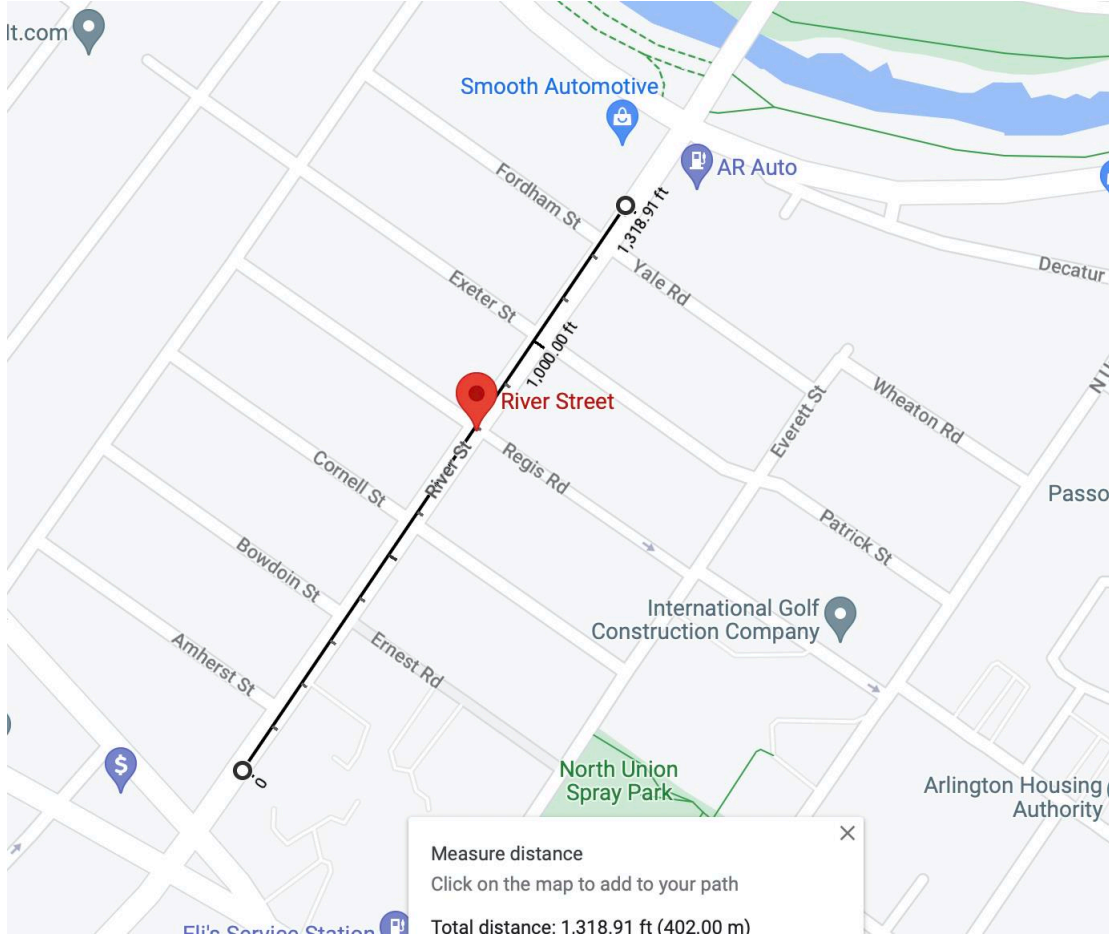 lt.com
Smooth Automotive
AR Auto
Fordham St
1,318.91 ft
Yale Rd
Decatur
Exeter St
1,000.00 ft
River Street
Wheaton Rd
Everett St
River St
Regis Rd
Cornell St
Passo
Patrick St
Bowdoin St
International Golf
Construction Company
Ernest Rd
Amherst St
$
0
North Union
Spray Park
Arlington Housing
Authority
Measure distance
Click on the map to add to your path
Total distance: 1,318.91 ft (402.00 m)
Eli's Service Station